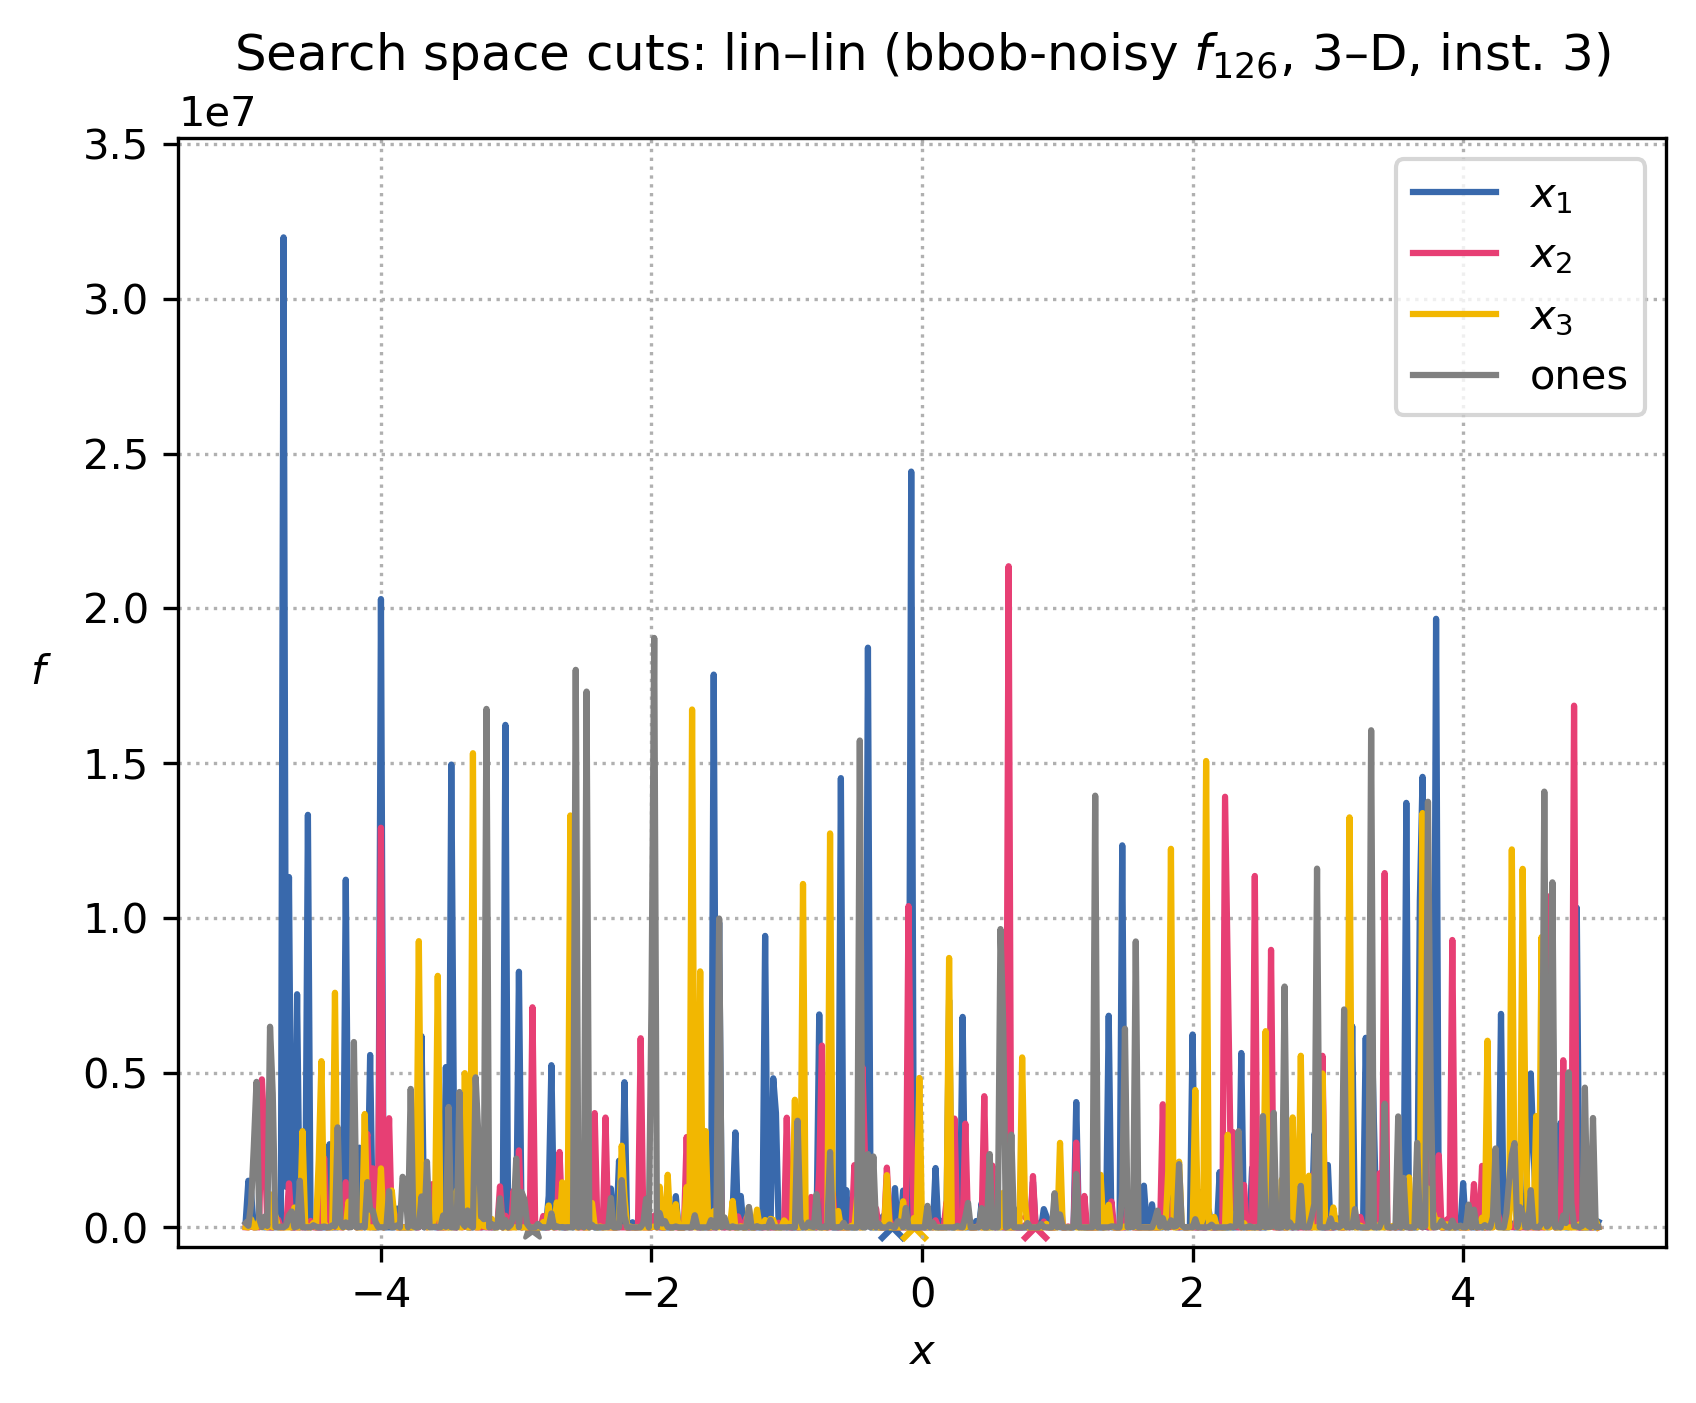 Search space cuts: lin–lin (bbob-noisy f₁₂₆, 3–D, inst. 3)
1e7
3.5
3.0
2.5
2.0
1.5
1.0
0.5
0.0
f
x₁
x₂
x₃
ones
−4 −2 0 2 4
x